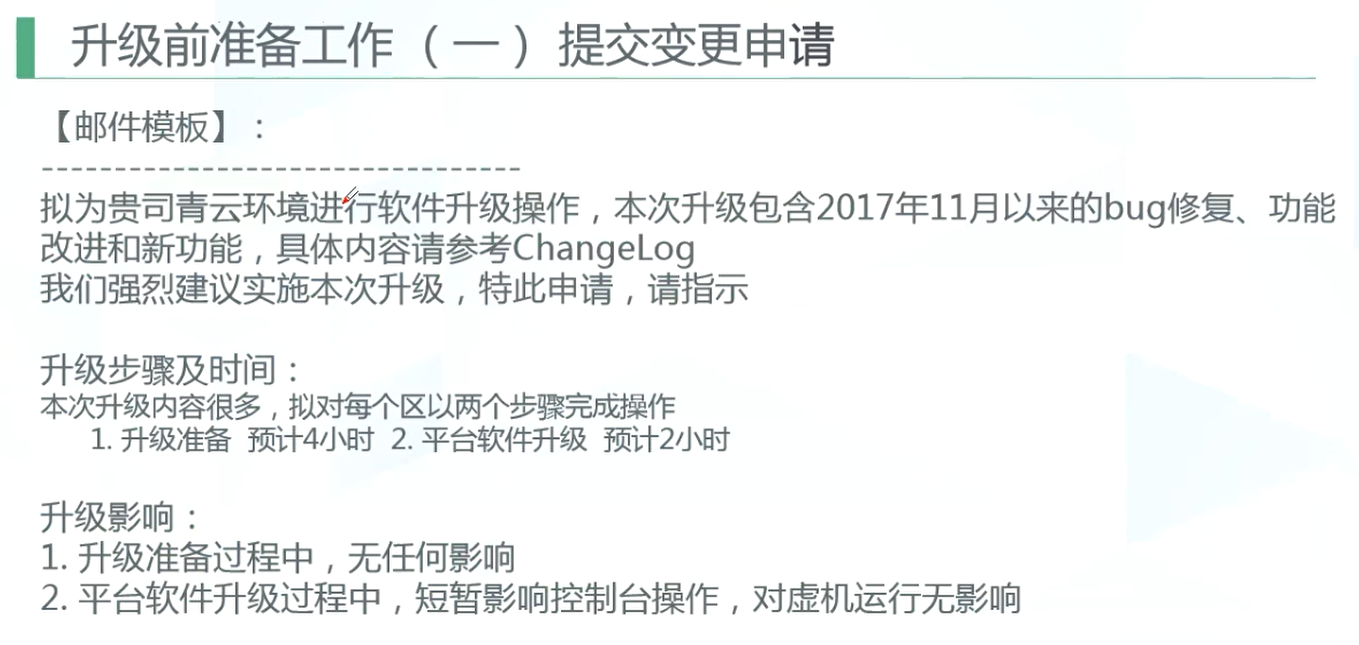 升级前准备工作（一）提交变更申请
【邮件模板】：
---------------------------------
拟为贵司青云环境进行软件升级操作，本次升级包含2017年11月以来的bug修复、功能
改进和新功能，具体内容请参考ChangeLog
我们强烈建议实施本次升级，特此申请，请指示
升级步骤及时间：
本次升级内容很多，拟对每个区以两个步骤完成操作
1. 升级准备 预计4小时 2. 平台软件升级 预计2小时
升级影响：
1. 升级准备过程中，无任何影响
2. 平台软件升级过程中，短暂影响控制台操作，对虚机运行无影响